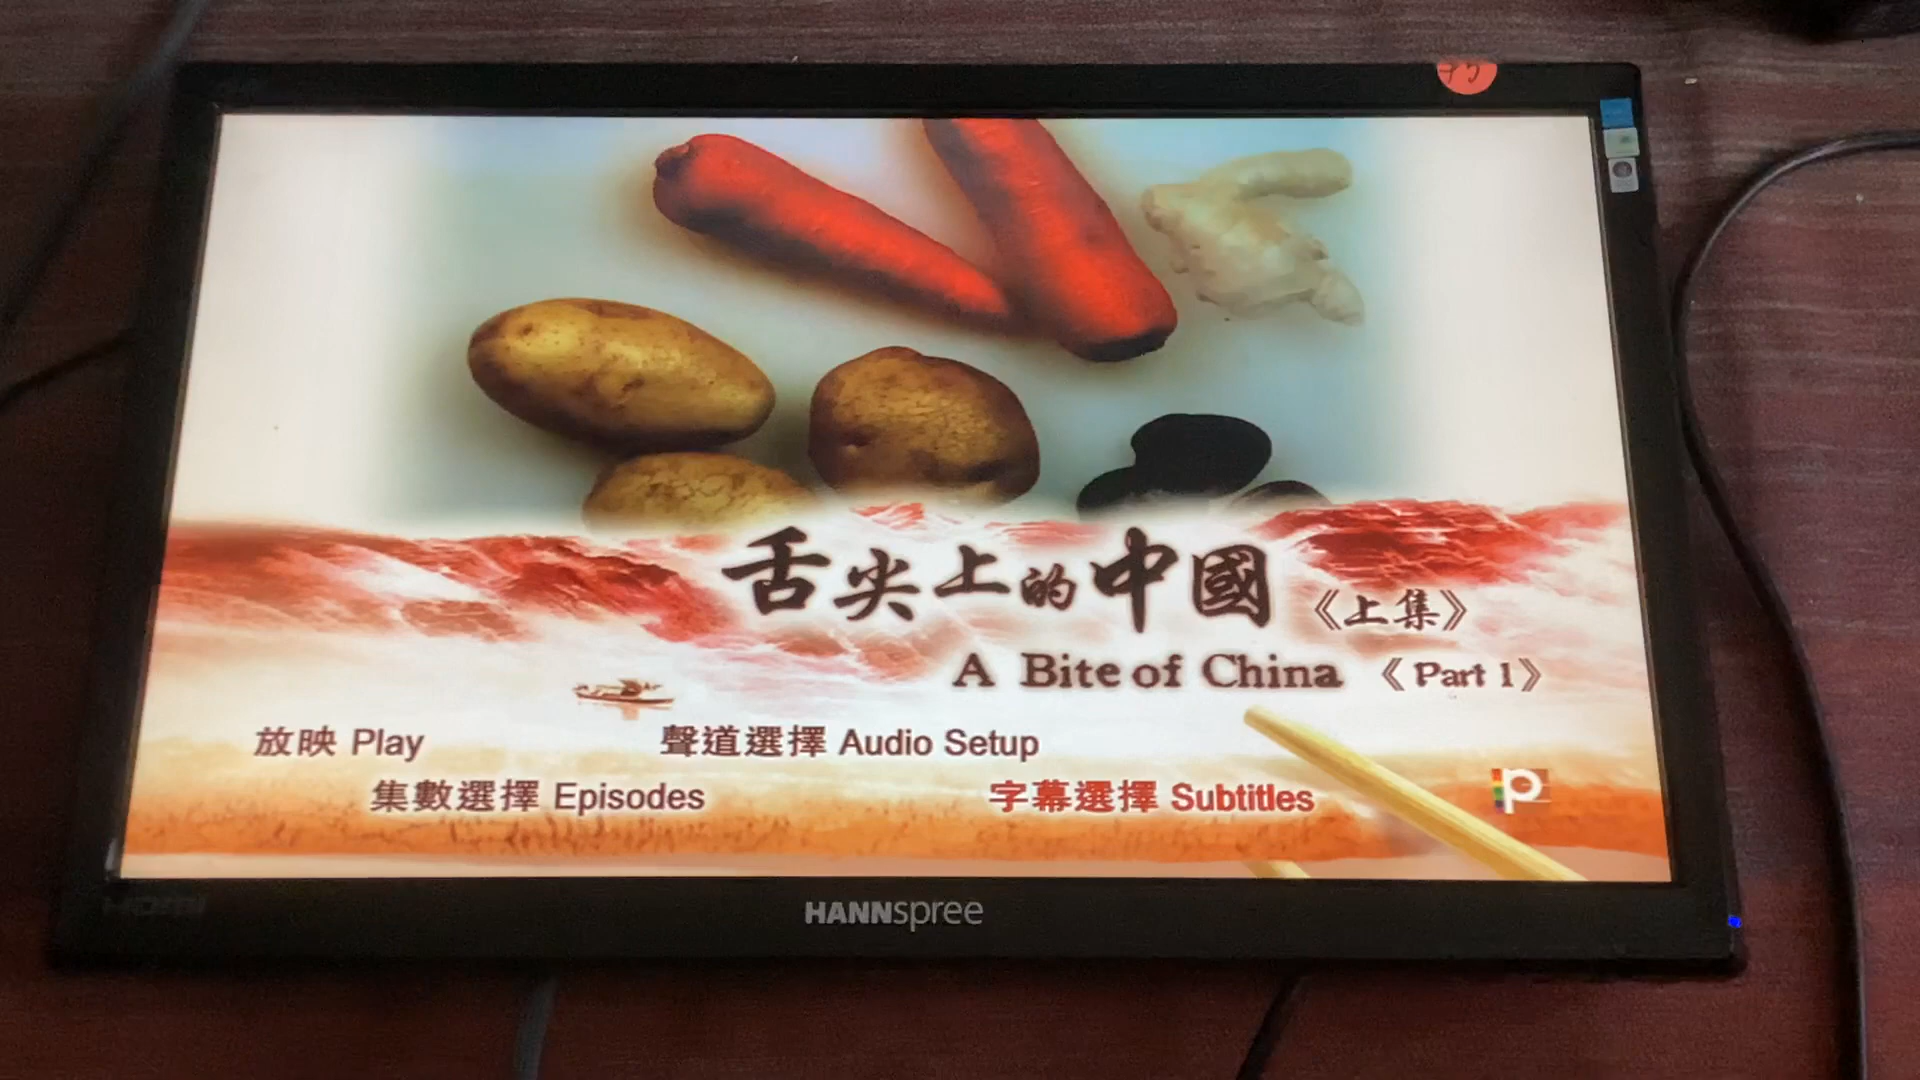 舌尖上的中國《上集》
A Bite of China 《Part 1》
放映 Play
聲道選擇 Audio Setup
集數選擇 Episodes
字幕選擇 Subtitles
P
HDMI
HANNspree